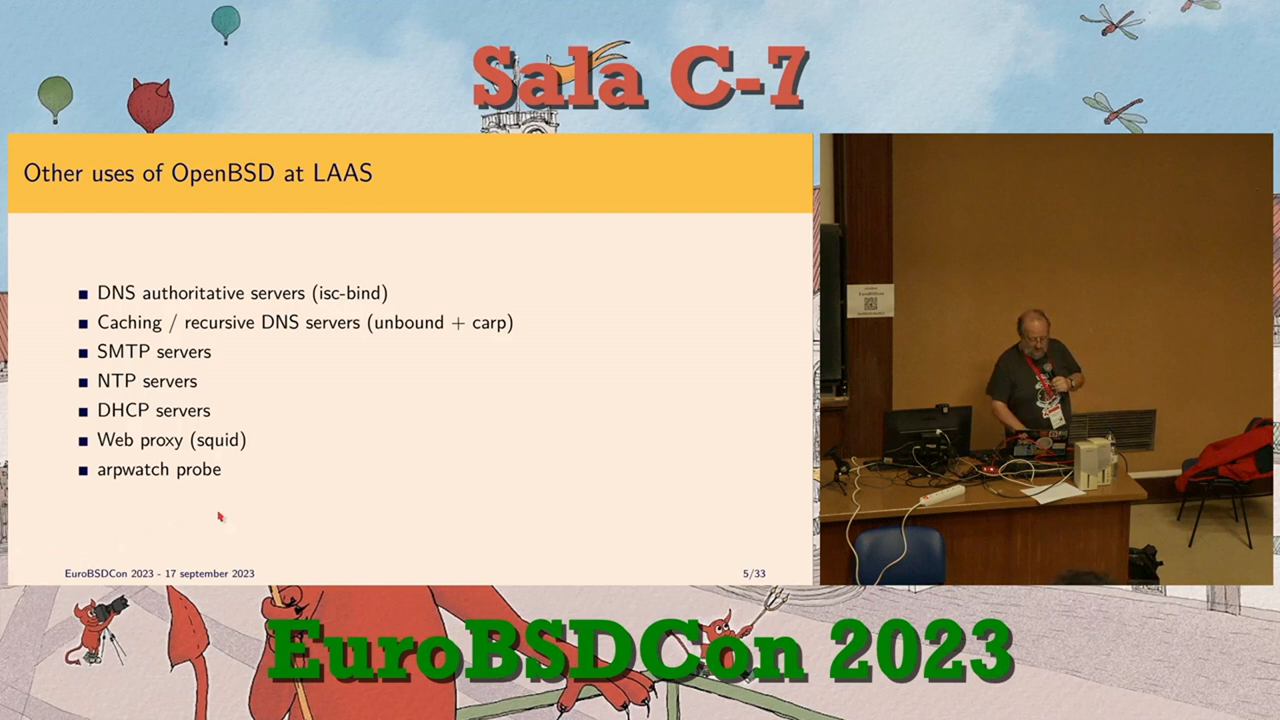 Sala C-7
Other uses of OpenBSD at LAAS
DNS authoritative servers (isc-bind)
Caching / recursive DNS servers (unbound + carp)
SMTP servers
NTP servers
DHCP servers
Web proxy (squid)
arpwatch probe
EuroBSDCon 2023 - 17 september 2023
5/33
EuroBSDCon 2023